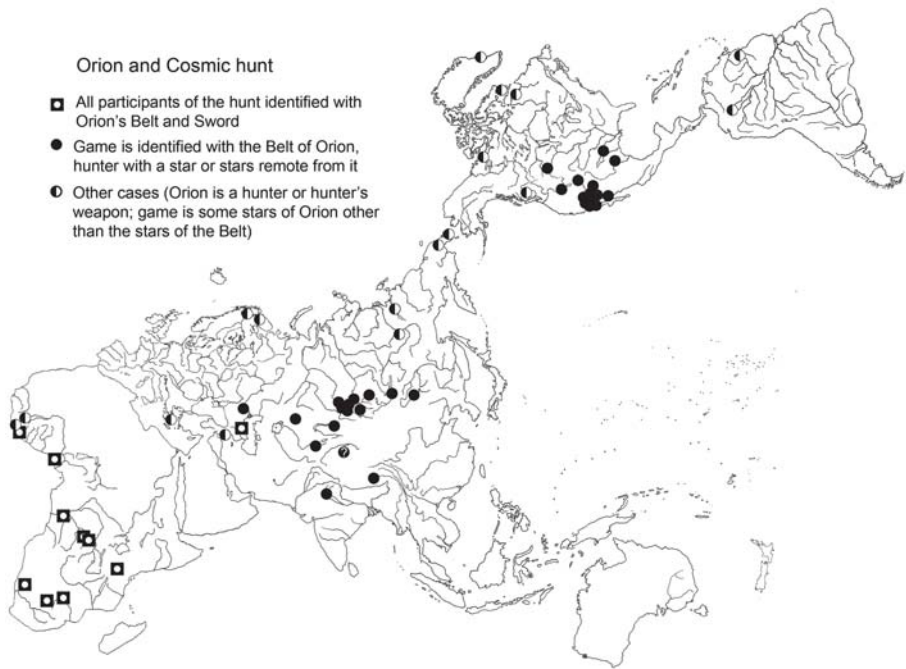 Orion and Cosmic hunt
All participants of the hunt identified with
Orion's Belt and Sword
Game is identified with the Belt of Orion,
hunter with a star or stars remote from it
Other cases (Orion is a hunter or hunter's
weapon; game is some stars of Orion other
than the stars of the Belt)
?